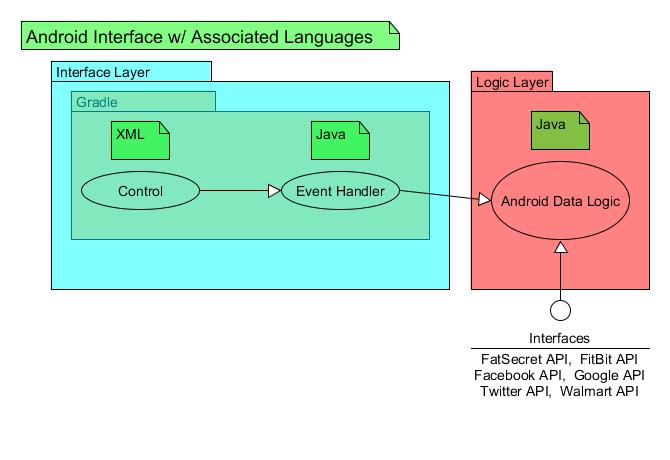 Android Interface w/ Associated Languages
Interface Layer
Gradle
XML
Java
Control
Event Handler
Logic Layer
Java
Android Data Logic
Interfaces
FatSecret API, FitBit API
Facebook API, Google API
Twitter API, Walmart API